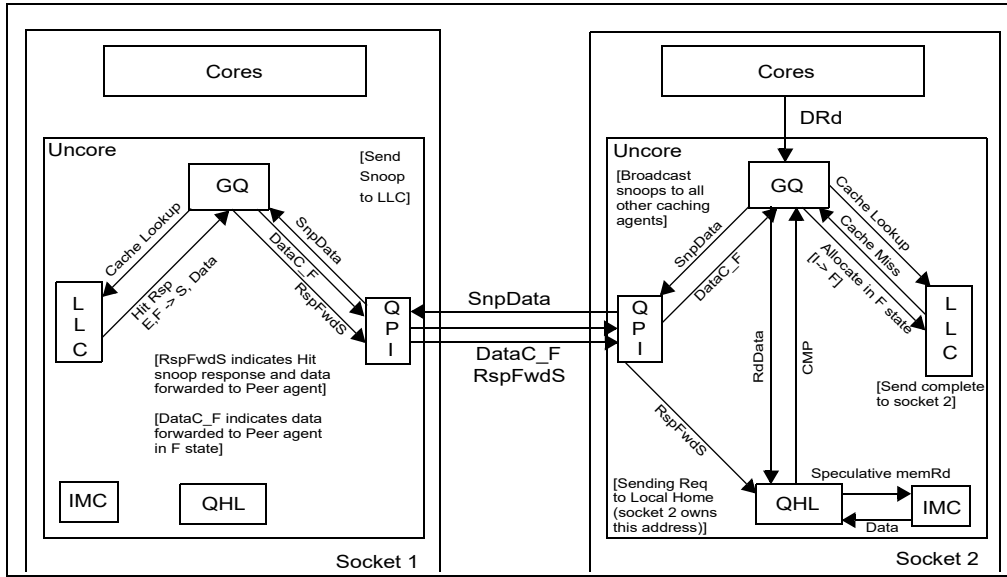 Cores
Uncore
[Send
Snoop
to LLC]
GQ
Cache Lookup
Hit Rsp
E,F -> S, Data
SnpData
DataC_F
RspFwdS
L
L
C
Q
P
I
[RspFwdS indicates Hit
snoop response and data
forwarded to Peer agent]
[DataC_F indicates data
forwarded to Peer agent
in F state]
IMC
QHL
Socket 1
SnpData
DataC_F
RspFwdS
Cores
DRd
Uncore
[Broadcast
snoops to all
other caching
agents]
GQ
Cache Lookup
Cache Miss
Allocate in F state
[I-> F]
SnpData
DataC_F
Q
P
I
L
L
C
RdData
CMP
[Send complete
to socket 2]
RspFwdS
[Sending Req
to Local Home
(socket 2 owns
this address)]
Speculative memRd
QHL
IMC
Data
Socket 2